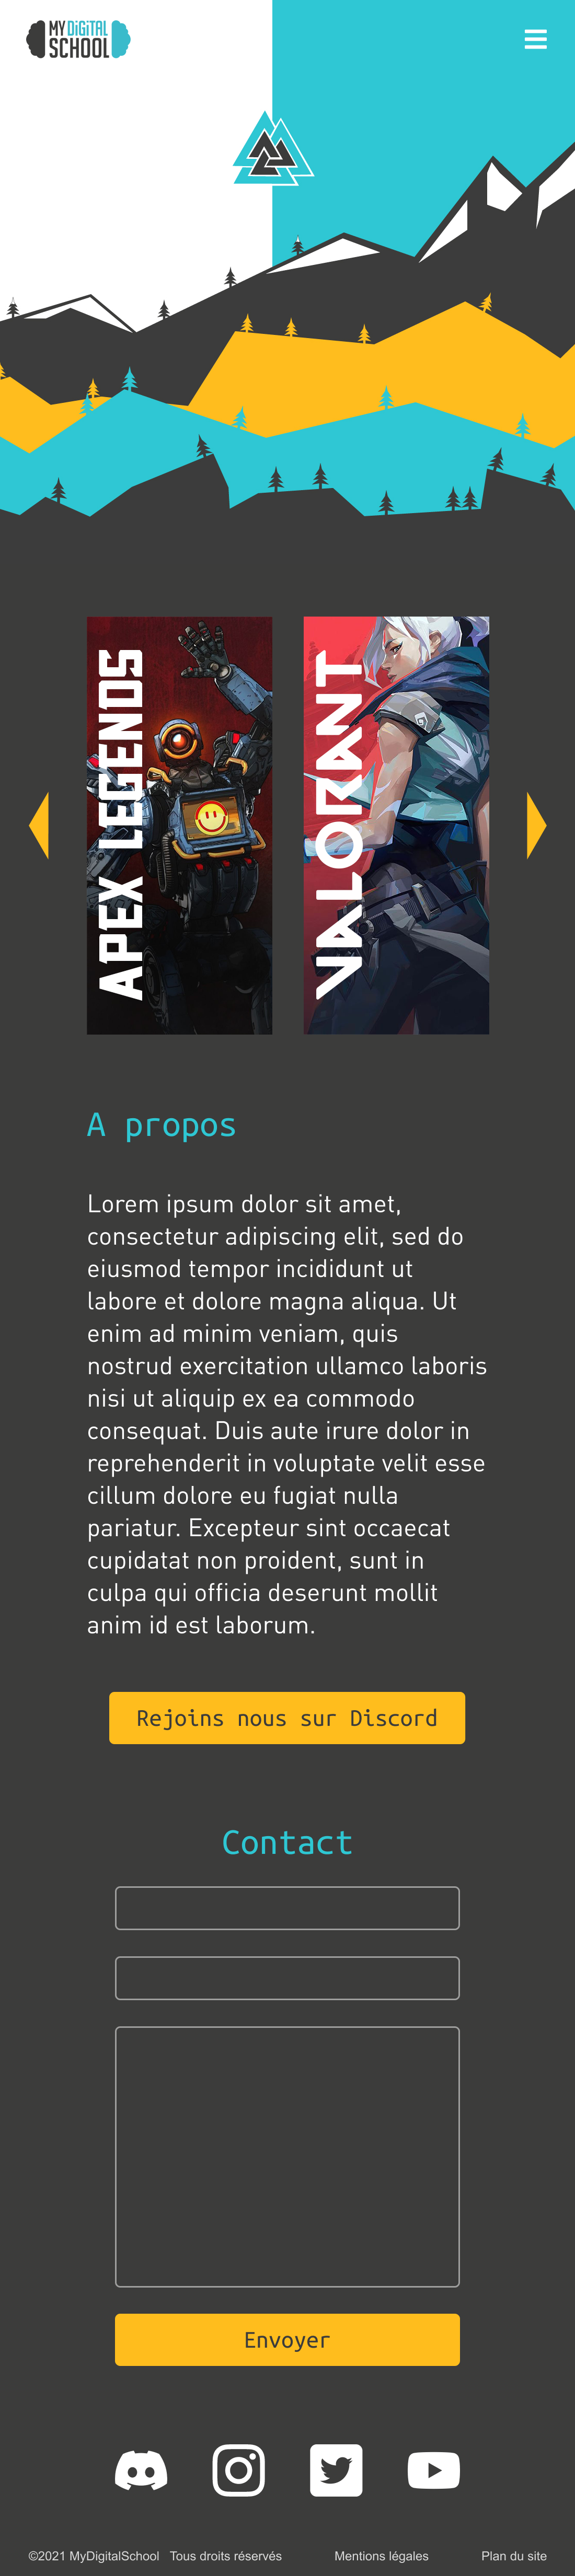 MY DIGITAL
SCHOOL
APEX LEGENDS
VALORANT
A propos
Lorem ipsum dolor sit amet,
consectetur adipiscing elit, sed do
eiusmod tempor incididunt ut
labore et dolore magna aliqua. Ut
enim ad minim veniam, quis
nostrud exercitation ullamco laboris
nisi ut aliquip ex ea commodo
consequat. Duis aute irure dolor in
reprehenderit in voluptate velit esse
cillum dolore eu fugiat nulla
pariatur. Excepteur sint occaecat
cupidatat non proident, sunt in
culpa qui officia deserunt mollit
anim id est laborum.
Rejoins nous sur Discord
Contact
Envoyer
©2021 MyDigitalSchool Tous droits réservés Mentions légales Plan du site